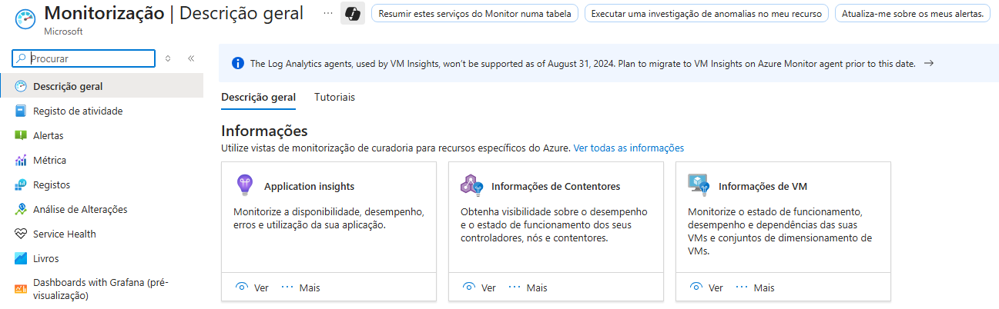 Monitorização | Descrição geral
Microsoft
Resumir estes serviços do Monitor numa tabela
Executar uma investigação de anomalias no meu recurso
Atualiza-me sobre os meus alertas.
Procurar
Descrição geral
Registo de atividade
Alertas
Métrica
Registos
Análise de Alterações
Service Health
Livros
Dashboards with Grafana (pré-
visualização)
The Log Analytics agents, used by VM Insights, won't be supported as of August 31, 2024. Plan to migrate to VM Insights on Azure Monitor agent prior to this date.
Descrição geral
Tutoriais
Informações
Utilize vistas de monitorização de curadoria para recursos específicos do Azure. Ver todas as informações
Application insights
Monitorize a disponibilidade, desempenho,
erros e utilização da sua aplicação.
Ver
Mais
Informações de Contentores
Obtenha visibilidade sobre o desempenho
e o estado de funcionamento dos seus
controladores, nós e contentores.
Ver
Mais
Informações de VM
Monitorize o estado de funcionamento,
desempenho e dependências das suas
VMs e conjuntos de dimensionamento de
VMs.
Ver
Mais